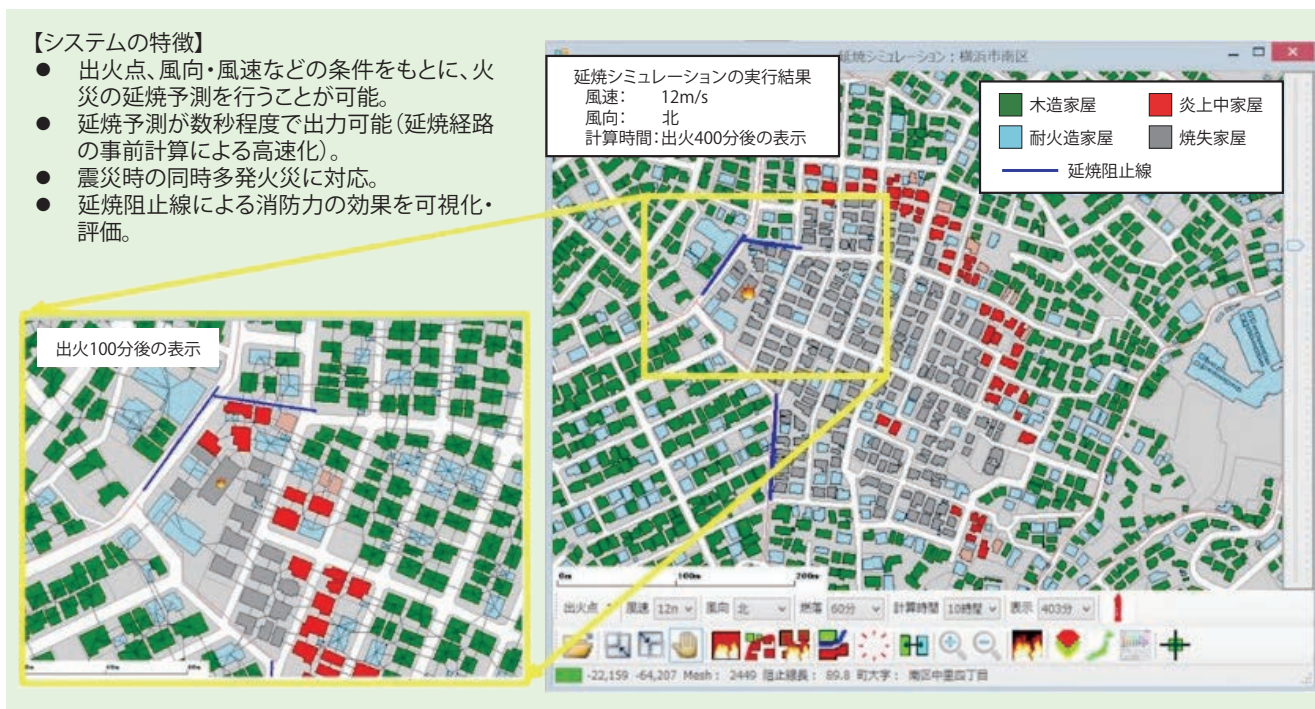 【システムの特徴】
● 出火点、風向・風速などの条件をもとに、火
災の延焼予測を行うことが可能。
● 延焼予測が数秒程度で出力可能（延焼経路
の事前計算による高速化）。
● 震災時の同時多発火災に対応。
● 延焼阻止線による消防力の効果を可視化・
評価。
延焼シミュレーション：横浜市南区
延焼シミュレーションの実行結果
風速： 12m/s
風向： 北
計算時間：出火400分後の表示
木造家屋 炎上中家屋
耐火造家屋 焼失家屋
延焼阻止線
出火100分後の表示
0m 100m 200m
出火点 風速 12m 風向 北 燃落 60分 計算時間 10時間 表示 403分
-22,159 -64,207 Mesh： 2449 阻止線長： 89.8 町大字： 南区中里四丁目